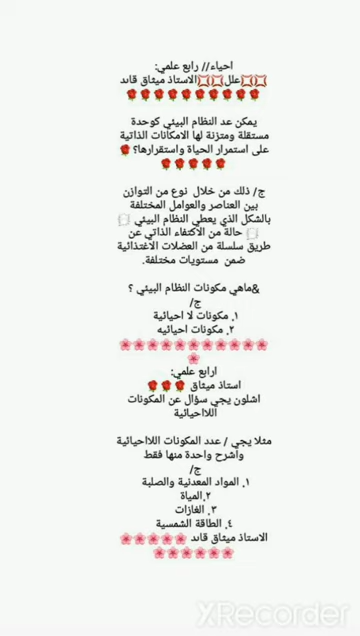 احياء// رابع علمي:
💢💢علل💢💢الاستاذ ميثاق قائد
🌹🌹🌹🌹🌹🌹🌹🌹🌹🌹
يمكن عد النظام البيئي كوحدة
مستقلة ومتزنة لها الامكانات الذاتية
على استمرار الحياة واستقرارها؟ 🌹
🌹🌹🌹🌹🌹
ج/ ذلك من خلال نوع من التوازن
بين العناصر والعوامل المختلفة
بالشكل الذي يعطي النظام البيئي
حالة من الاكتفاء الذاتي عن
طريق سلسلة من العضلات الاغتذائية
ضمن مستويات مختلفة.
&ماهي مكونات النظام البيئي ؟
ج/
١. مكونات لا احيائية
٢. مكونات احيائيه
🌸🌸🌸🌸🌸🌸🌸🌸🌸🌸🌸
🌸
ارابع علمي:
استاذ ميثاق 🌹🌹🌹
اشلون يجي سؤال عن المكونات
اللااحيائية
مثلا يجي / عدد المكونات اللااحيائية
وأشرح واحدة منها فقط
ج/
١. المواد المعدنية والصلبة
٢.المياة
٣. الغازات
٤. الطاقة الشمسية
الاستاذ ميثاق قائد 🌸🌸🌸🌸🌸
🌸🌸🌸🌸🌸🌸
XRecorder